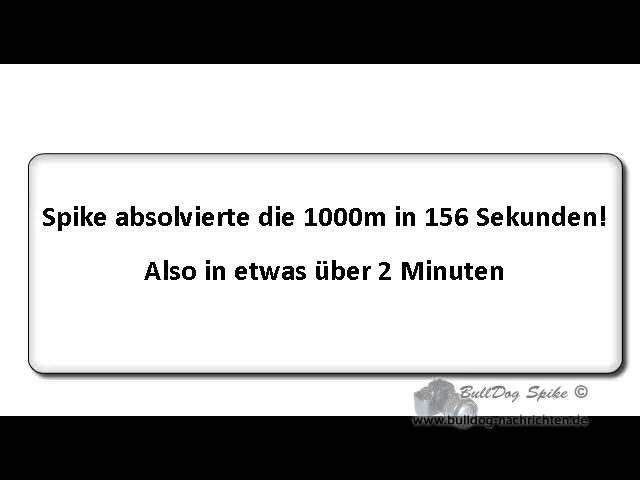 Spike absolvierte die 1000m in 156 Sekunden!
Also in etwas über 2 Minuten
BullDog Spike ©
www.bulldog-nachrichten.de